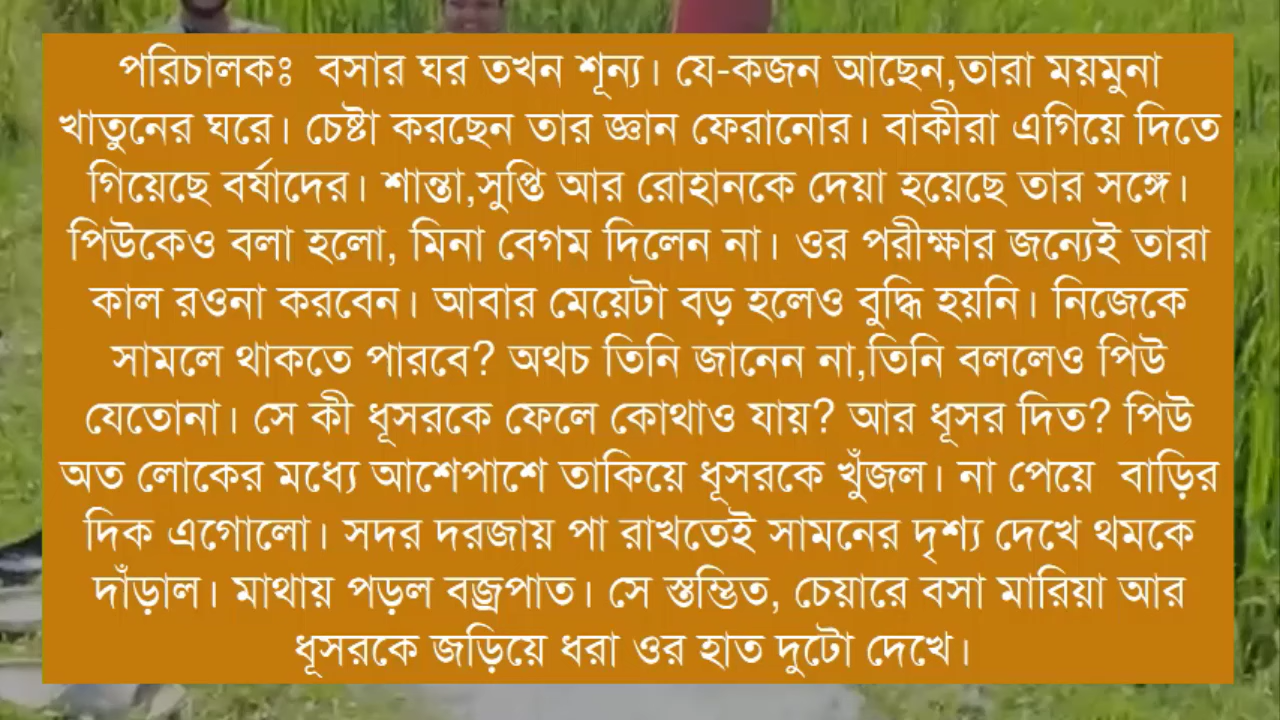 পরিচালকঃ বসার ঘর তখন শূন্য। যে-কজন আছেন,তারা ময়মুনা
খাতুনের ঘরে। চেষ্টা করছেন তার জ্ঞান ফেরানোর। বাকীরা এগিয়ে দিতে
গিয়েছে বর্ষাদের। শান্তা,সুপ্তি আর রোহানকে দেয়া হয়েছে তার সঙ্গে।
পিউকেও বলা হলো, মিনা বেগম দিলেন না। ওর পরীক্ষার জন্যেই তারা
কাল রওনা করবেন। আবার মেয়েটা বড় হলেও বুদ্ধি হয়নি। নিজেকে
সামলে থাকতে পারবে? অথচ তিনি জানেন না,তিনি বললেও পিউ
যেতোনা। সে কী ধূসরকে ফেলে কোথাও যায়? আর ধূসর দিত? পিউ
অত লোকের মধ্যে আশেপাশে তাকিয়ে ধূসরকে খুঁজল। না পেয়ে বাড়ির
দিক এগোলো। সদর দরজায় পা রাখতেই সামনের দৃশ্য দেখে থমকে
দাঁড়াল। মাথায় পড়ল বজ্রপাত। সে স্তম্ভিত, চেয়ারে বসা মারিয়া আর
ধূসরকে জড়িয়ে ধরা ওর হাত দুটো দেখে।